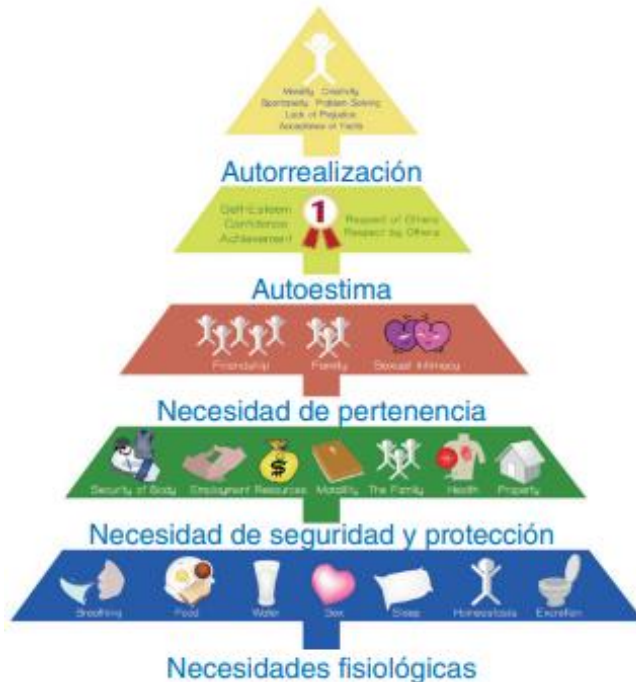 Morality Creativity
Spontaneity Problem Solving
Lack of Prejudice
Acceptance of Facts
Autorrealización
Self-Esteem
Confidence
Achievement
1
Respect of Others
Respect by Others
Autoestima
Friendship Family Sexual Intimacy
Necesidad de pertenencia
$
Security of Body Employment Resources Morality The Family Health Property
Necesidad de seguridad y protección
Breathing Food Water Sex Sleep Homeostasis Excretion
Necesidades fisiológicas